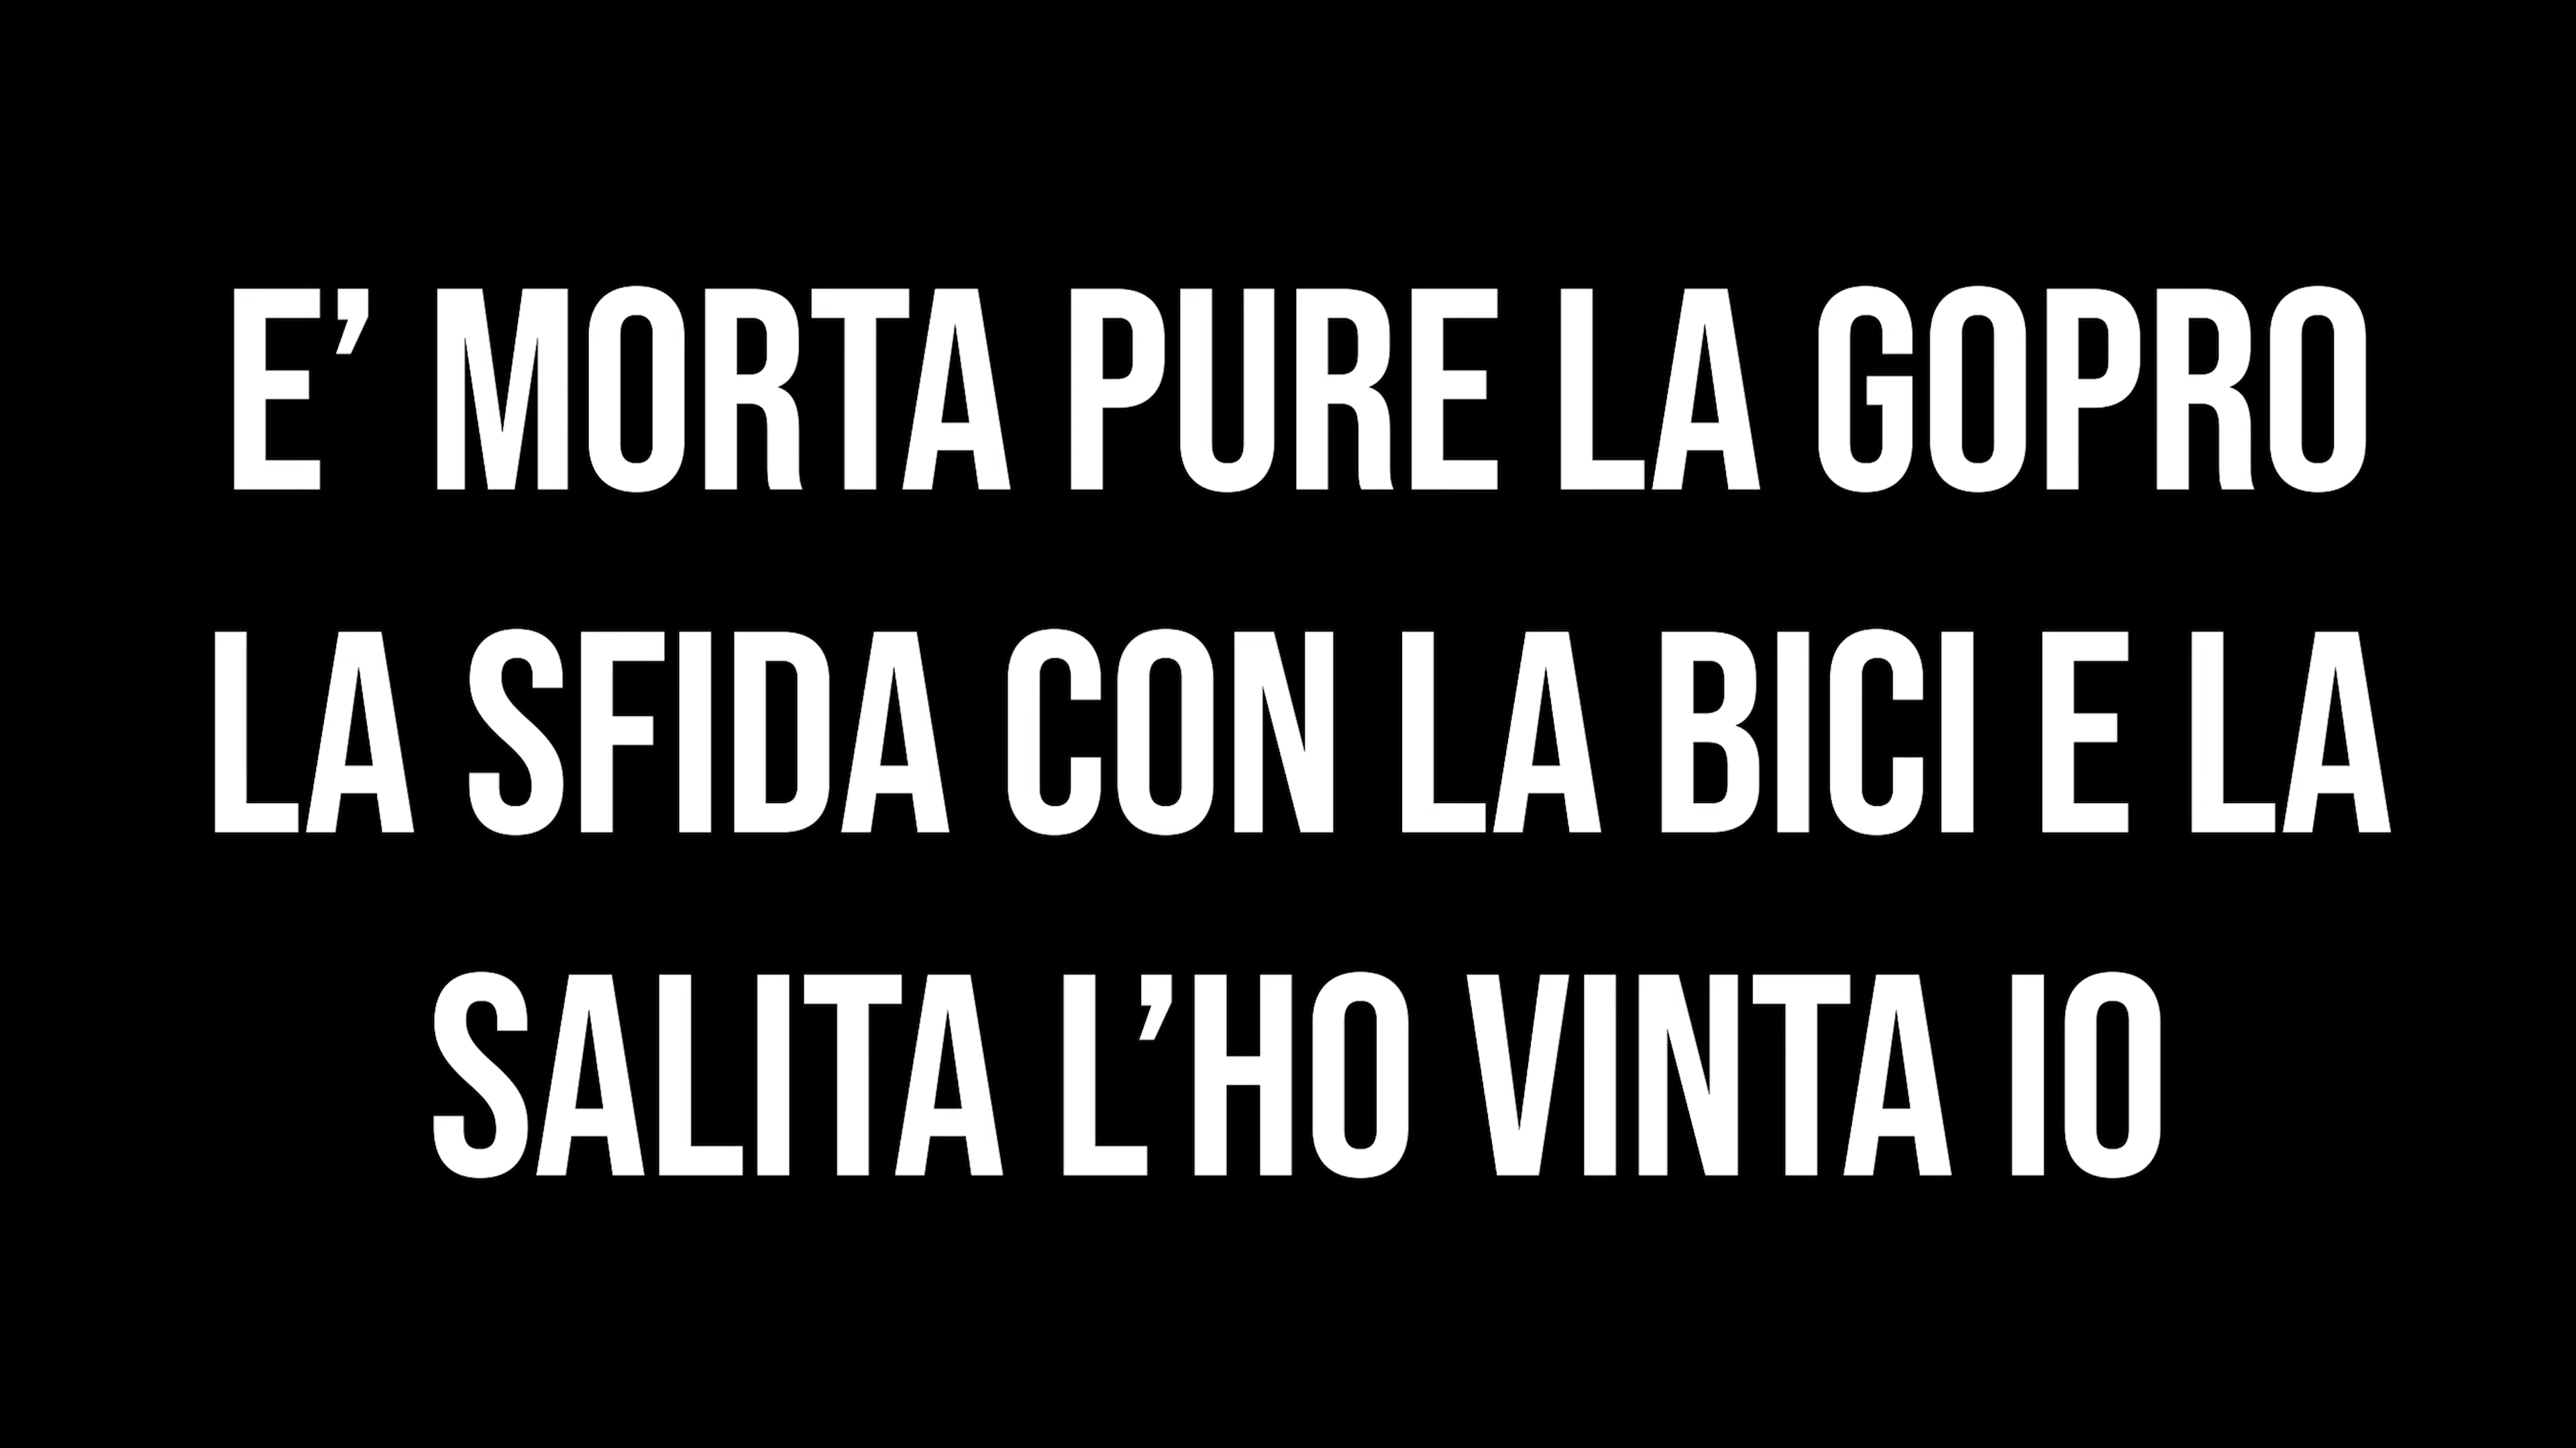 E’ MORTA PURE LA GOPRO
LA SFIDA CON LA BICI E LA
SALITA L’HO VINTA IO